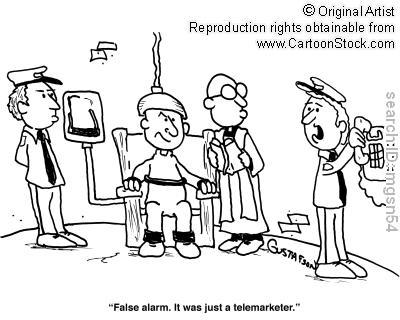 © Original Artist
Reproduction rights obtainable from
www.CartoonStock.com
search ID: mgsn54
GUSTAFSON
"False alarm. It was just a telemarketer."